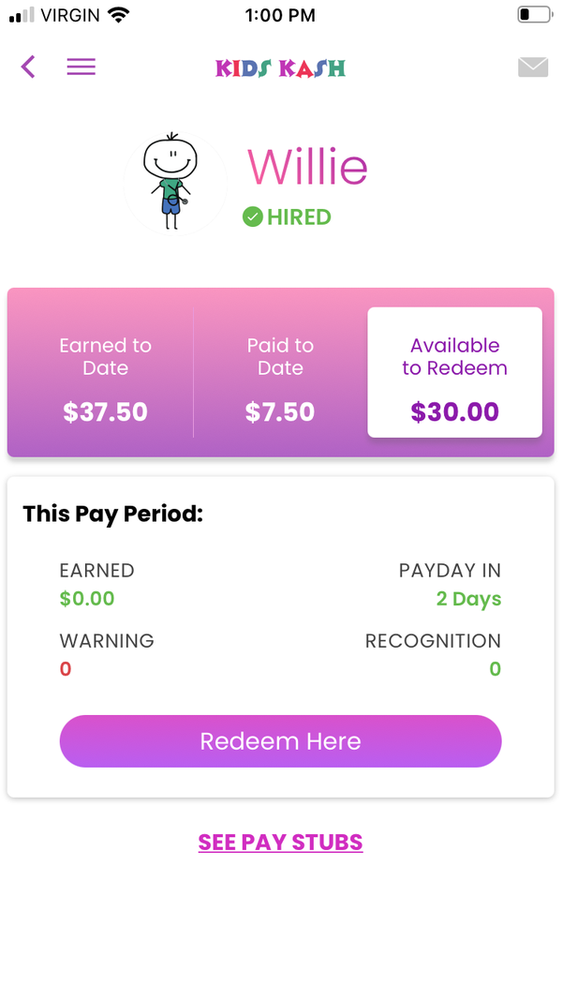 VIRGIN 1:00 PM
KIDS KASH
Willie
HIRED
Earned to
Date
$37.50
Paid to
Date
$7.50
Available
to Redeem
$30.00
This Pay Period:
EARNED
$0.00
PAYDAY IN
2 Days
WARNING
0
RECOGNITION
0
Redeem Here
SEE PAY STUBS